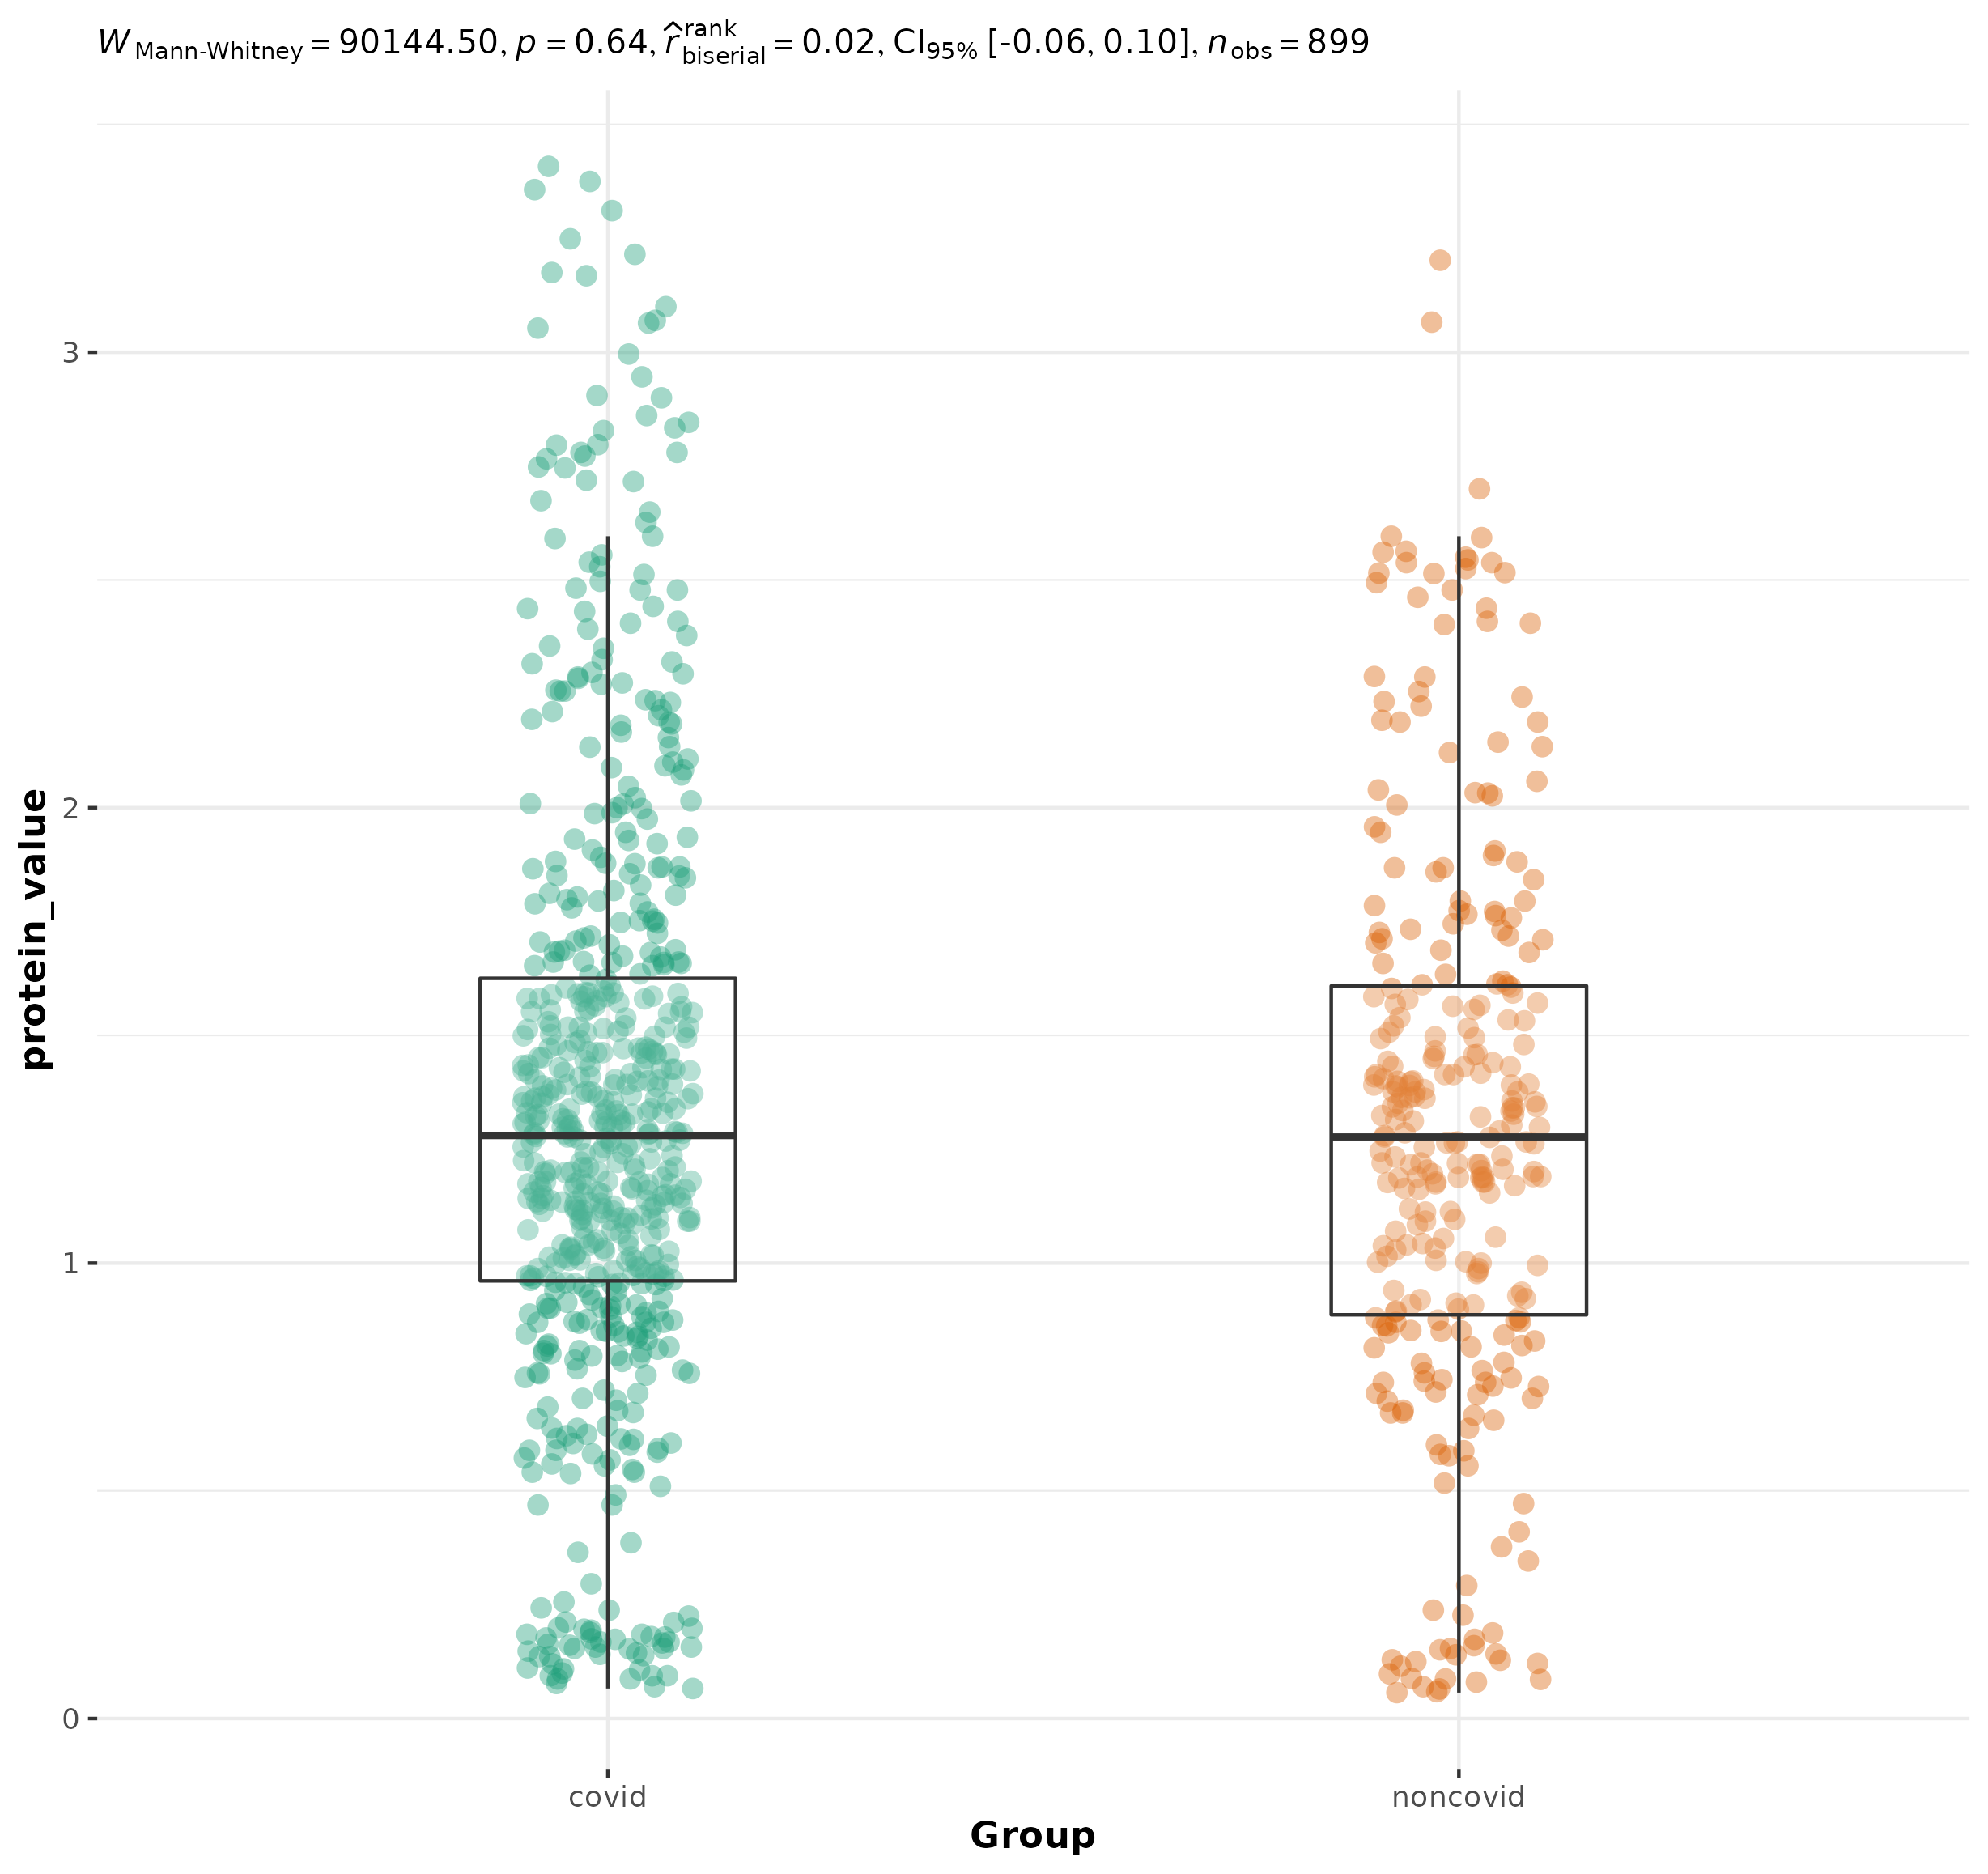 W Mann-Whitney = 90144.50, p = 0.64, r̂ rank biserial = 0.02, CI95% [-0.06, 0.10], n obs = 899
3
2
1
0
protein_value
covid noncovid
Group